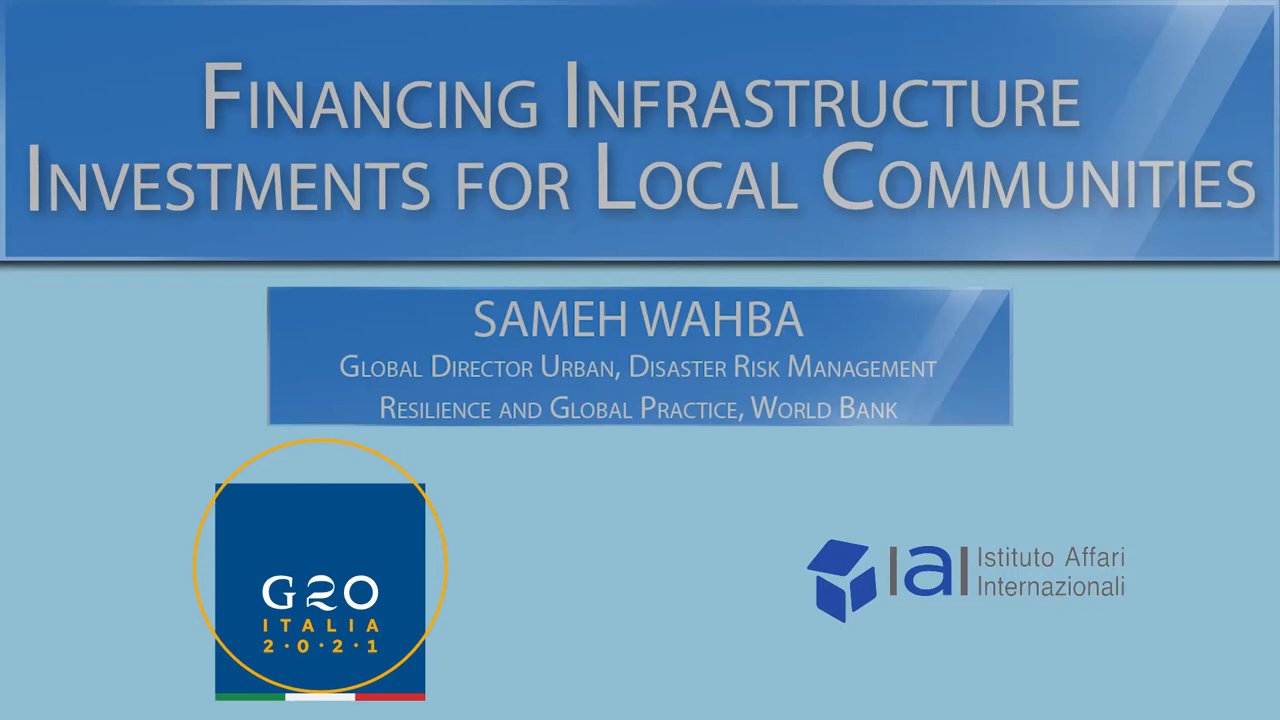 Financing Infrastructure
Investments for Local Communities
SAMEH WAHBA
Global Director Urban, Disaster Risk Management
Resilience and Global Practice, World Bank
G20
ITALIA
2·0·2·1
IaI
Istituto Affari
Internazionali